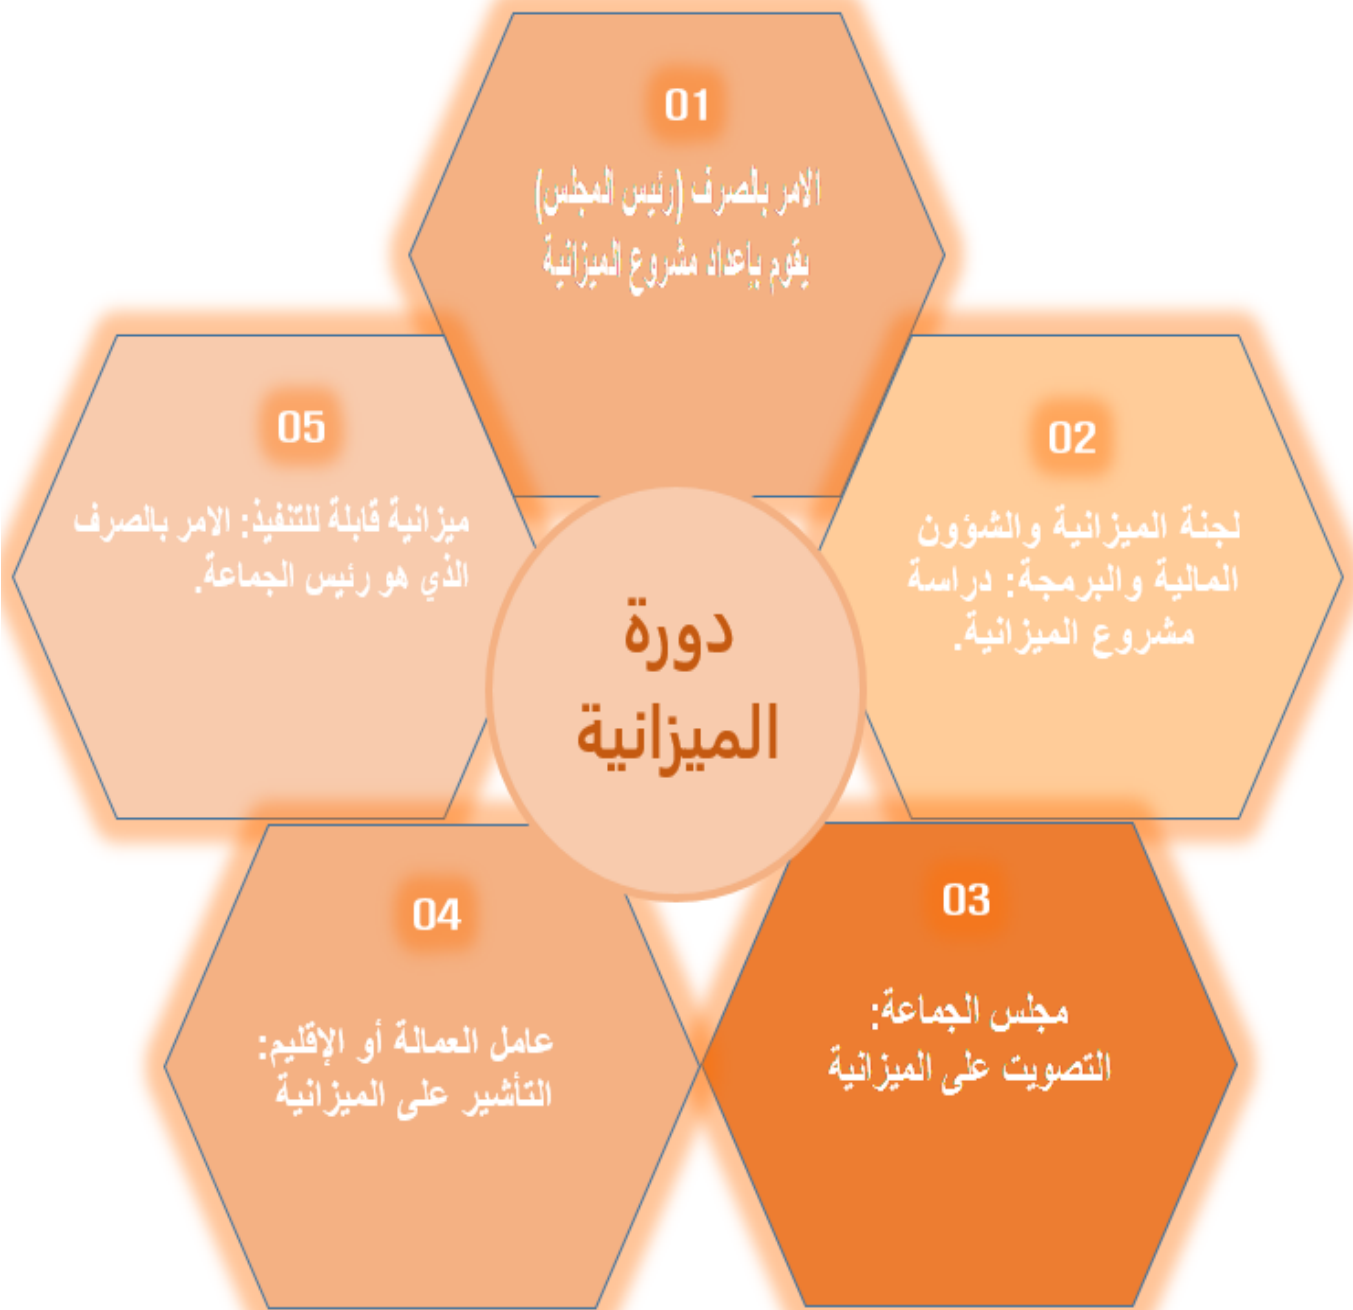 01
الامر بالصرف (رئيس المجلس)
يقوم بإعداد مشروع الميزانية
02
لجنة الميزانية والشؤون
المالية والبرمجة: دراسة
مشروع الميزانية.
03
مجلس الجماعة:
التصويت على الميزانية
04
عامل العمالة أو الإقليم:
التأشير على الميزانية
05
ميزانية قابلة للتنفيذ: الامر بالصرف
الذي هو رئيس الجماعة.
دورة
الميزانية